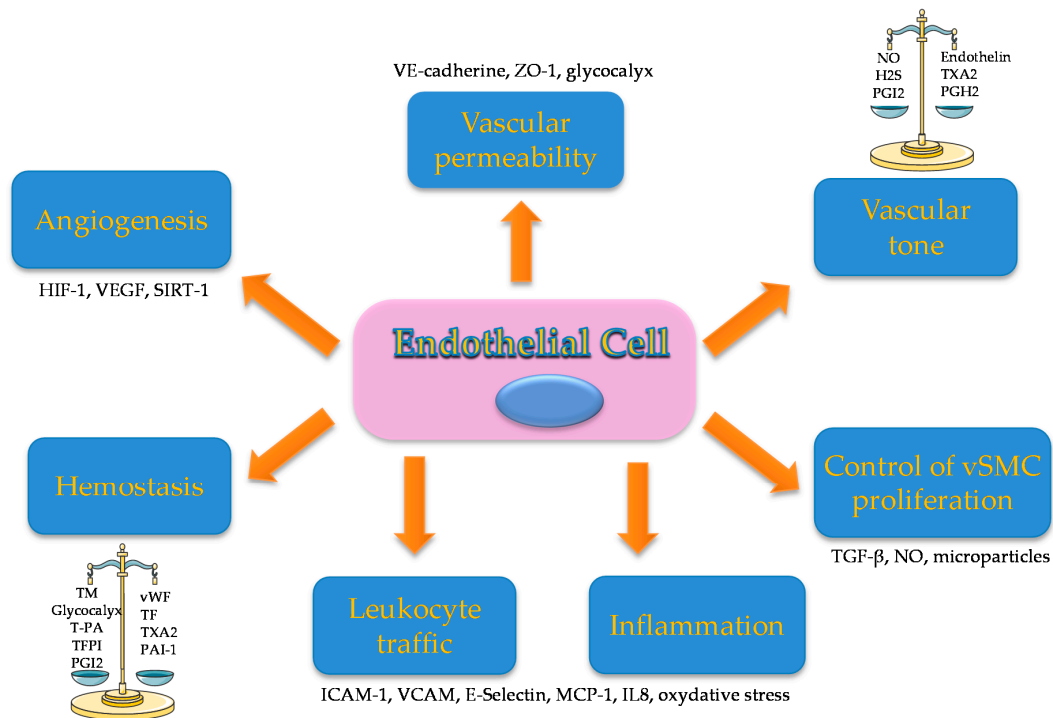 VE-cadherine, ZO-1, glycocalyx
Vascular
permeability
NO
H2S
PGI2
Endothelin
TXA2
PGH2
Vascular
tone
Angiogenesis
HIF-1, VEGF, SIRT-1
Endothelial Cell
Hemostasis
TM
Glycocalyx
T-PA
TFPI
PGI2
vWF
TF
TXA2
PAI-1
Control of vSMC
proliferation
TGF-β, NO, microparticles
Leukocyte
traffic
Inflammation
ICAM-1, VCAM, E-Selectin, MCP-1, IL8, oxydative stress